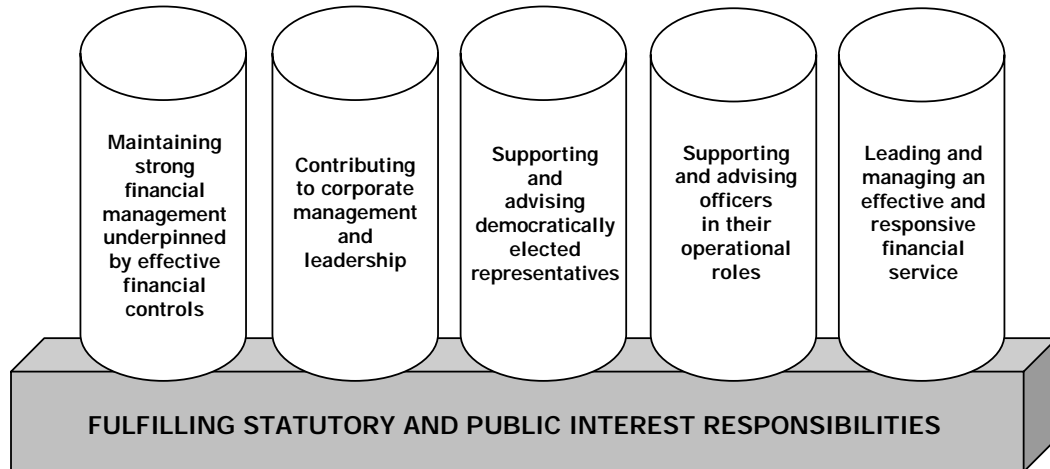 Maintaining
strong
financial
management
underpinned
by effective
financial
controls
Contributing
to corporate
management
and
leadership
Supporting
and
advising
democratically
elected
representatives
Supporting
and advising
officers
in their
operational
roles
Leading and
managing an
effective and
responsive
financial
service
FULFILLING STATUTORY AND PUBLIC INTEREST RESPONSIBILITIES